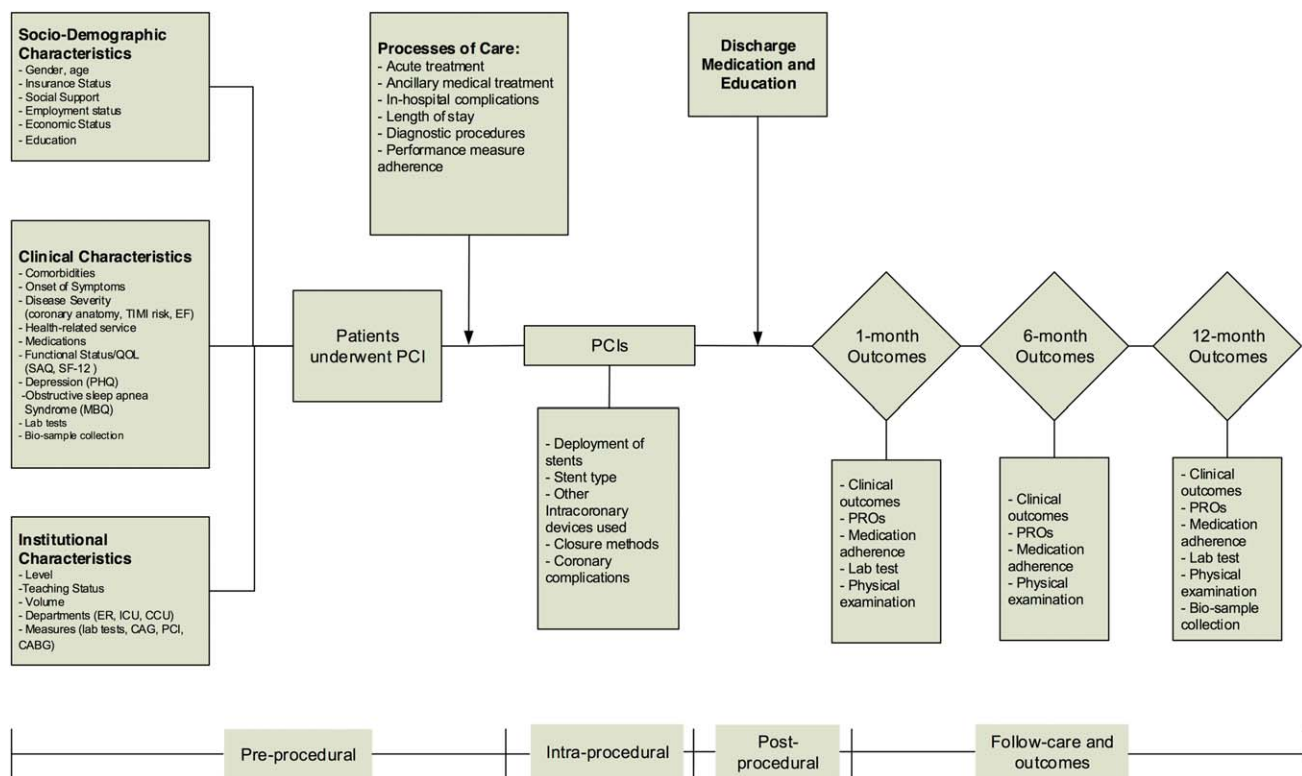 Socio-Demographic
Characteristics
- Gender, age
- Insurance Status
- Social Support
- Employment status
- Economic Status
- Education
Clinical Characteristics
- Comorbidities
- Onset of Symptoms
- Disease Severity
(coronary anatomy, TIMI risk, EF)
- Health-related service
- Medications
- Functional Status/QOL
(SAQ, SF-12 )
- Depression (PHQ)
-Obstructive sleep apnea
Syndrome (MBQ)
- Lab tests
- Bio-sample collection
Institutional
Characteristics
- Level
-Teaching Status
- Volume
- Departments (ER, ICU, CCU)
- Measures (lab tests, CAG, PCI,
CABG)
Patients
underwent PCI
Processes of Care:
- Acute treatment
- Ancillary medical treatment
- In-hospital complications
- Length of stay
- Diagnostic procedures
- Performance measure
adherence
PCIs
- Deployment of
stents
- Stent type
- Other
Intracoronary
devices used
- Closure methods
- Coronary
complications
Discharge
Medication and
Education
1-month
Outcomes
- Clinical
outcomes
- PROs
- Medication
adherence
- Lab test
- Physical
examination
6-month
Outcomes
- Clinical
outcomes
- PROs
- Medication
adherence
- Physical
examination
12-month
Outcomes
- Clinical
outcomes
- PROs
- Medication
adherence
- Lab test
- Physical
examination
- Bio-sample
collection
Pre-procedural
Intra-procedural
Post-
procedural
Follow-care and
outcomes